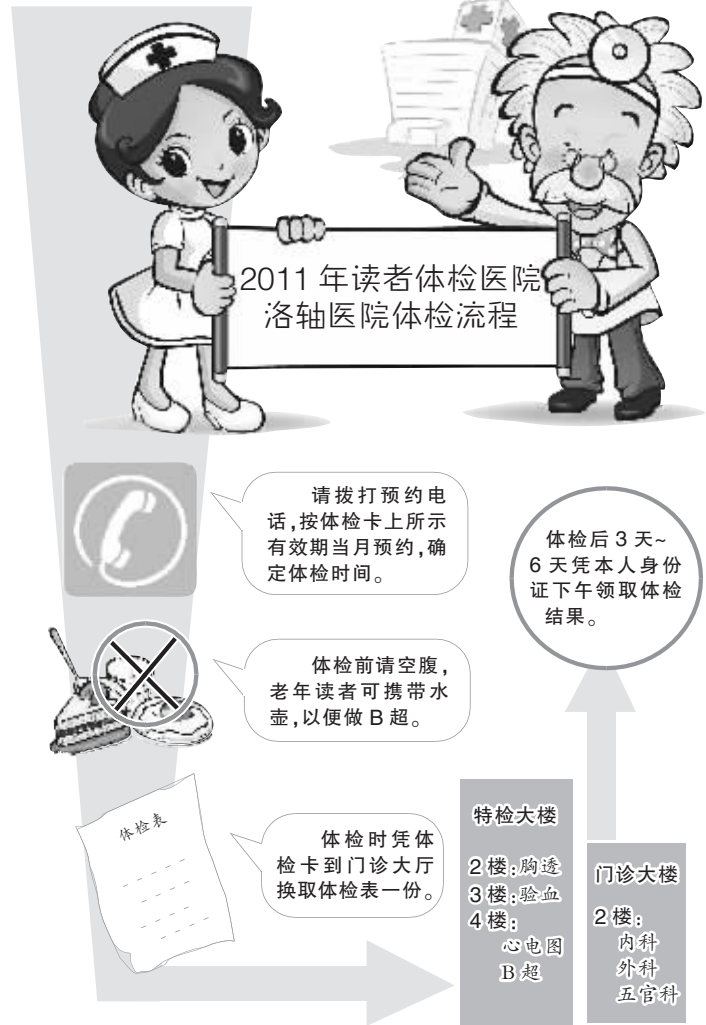 2011 年读者体检医院
洛轴医院体检流程
请拨打预约电
话,按体检卡上所示
有效期当月预约,确
定体检时间。
体检前请空腹,
老年读者可携带水
壶,以便做 B 超。
体检表
体检时凭体
检卡到门诊大厅
换取体检表一份。
特检大楼
2 楼:胸透
3 楼:验血
4 楼:
心电图
B 超
门诊大楼
2 楼:
内科
外科
五官科
体检后 3 天~
6 天凭本人身份
证下午领取体检
结果。